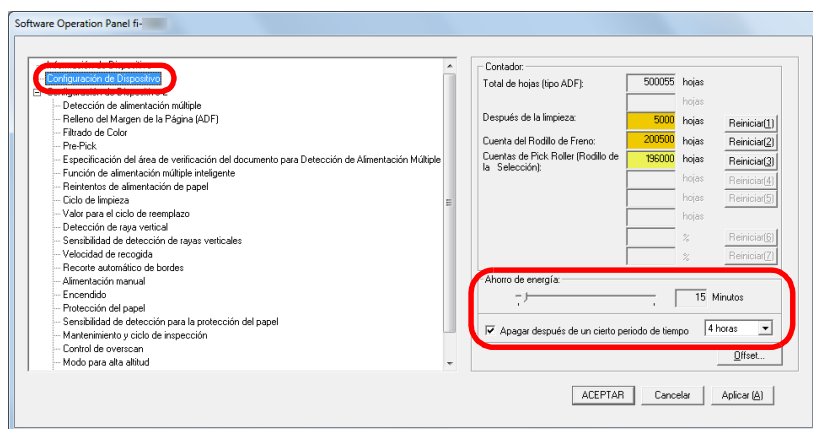 Software Operation Panel fi-
Información de Dispositivo
Configuración de Dispositivo
Configuración de Dispositivo 2
Detección de alimentación múltiple
Relleno del Margen de la Página (ADF)
Filtrado de Color
Pre-Pick
Especificación del área de verificación del documento para Detección de Alimentación Múltiple
Función de alimentación múltiple inteligente
Reintentos de alimentación de papel
Ciclo de limpieza
Valor para el ciclo de reemplazo
Detección de raya vertical
Sensibilidad de detección de rayas verticales
Velocidad de recogida
Recorte automático de bordes
Alimentación manual
Encendido
Protección del papel
Sensibilidad de detección para la protección del papel
Mantenimiento y ciclo de inspección
Control de overscan
Modo para alta altitud
Contador:
Total de hojas (tipo ADF): 500055 hojas
hojas
Después de la limpieza: 5000 hojas Reiniciar(1)
Cuenta del Rodillo de Freno: 200500 hojas Reiniciar(2)
Cuentas de Pick Roller (Rodillo de 196000 hojas Reiniciar(3)
la Selección):
hojas Reiniciar(4)
hojas Reiniciar(5)
hojas
% Reiniciar(6)
% Reiniciar(7)
Ahorro de energía:
15 Minutos
Apagar después de un cierto periodo de tiempo 4 horas
Offset...
ACEPTAR Cancelar Aplicar (A)